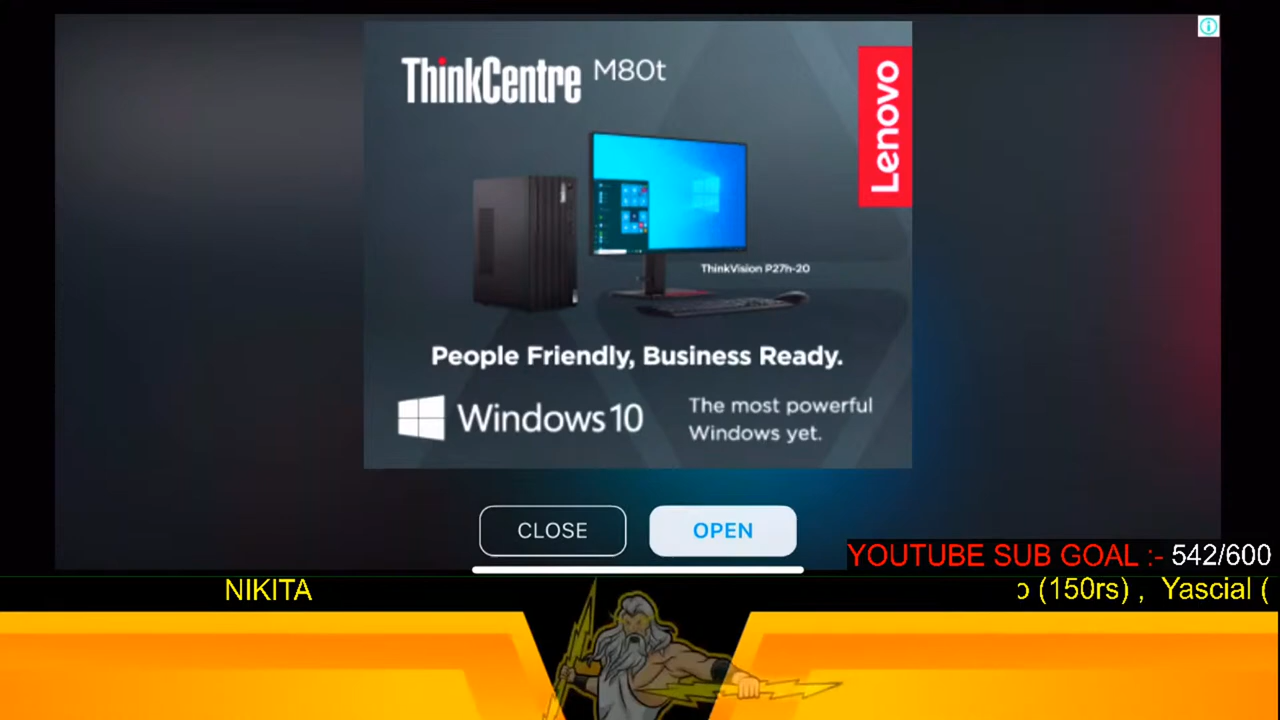 ThinkCentre M80t
Lenovo
ThinkVision P27h-20
People Friendly, Business Ready.
Windows 10
The most powerful
Windows yet.
CLOSE
OPEN
YOUTUBE SUB GOAL :- 542/600
NIKITA
(150rs) , Yascial (